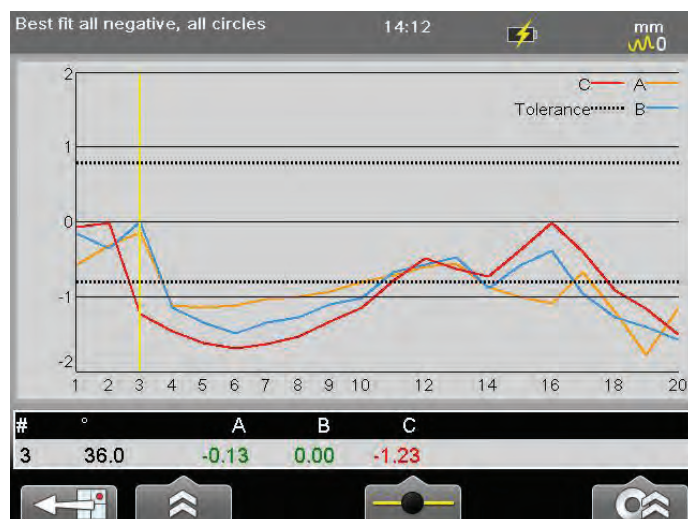 Best fit all negative, all circles 14:12 mm
0
2
C A
Tolerance B
1
0
-1
-2
1 2 3 4 5 6 7 8 9 10 12 14 16 18 20
# ° A B C
3 36.0 -0.13 0.00 -1.23